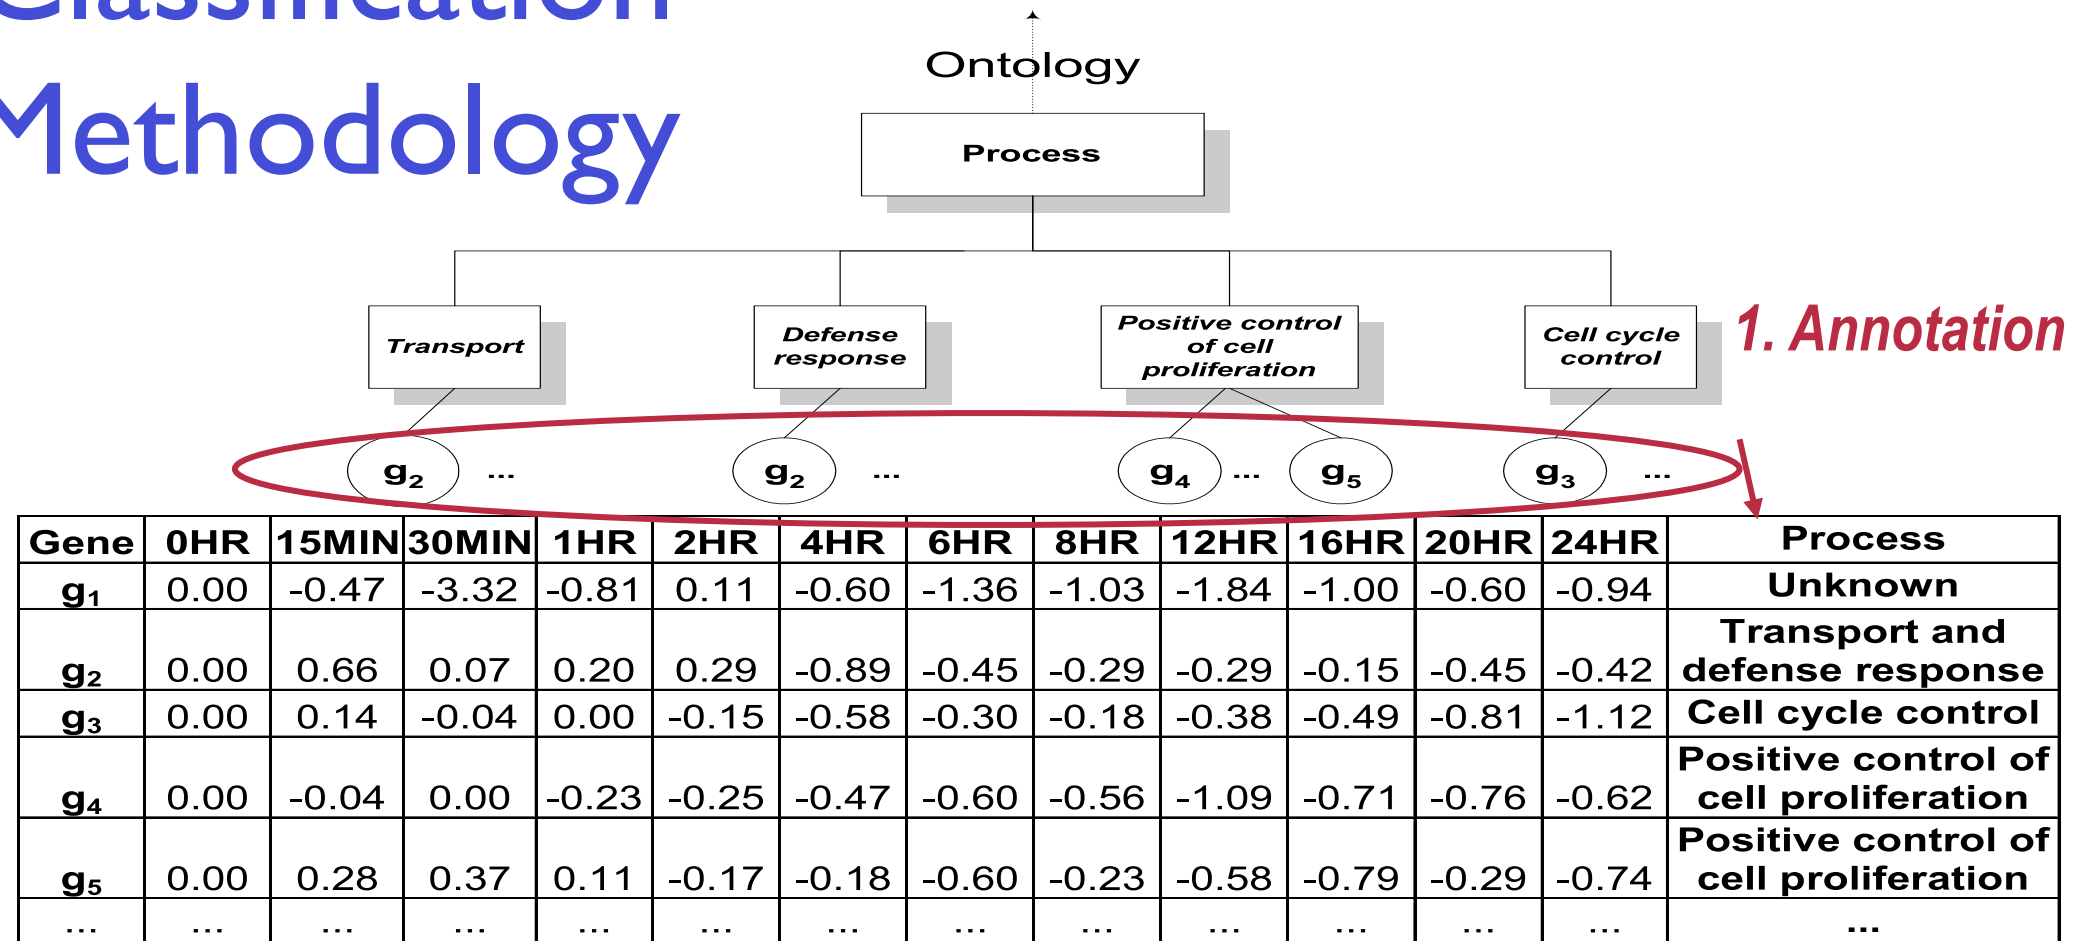 Classification
Methodology
Ontology
Process
Transport
Defense
response
Positive control
of cell
proliferation
Cell cycle
control
1. Annotation
g2 ... g2 ... g4 ... g5 g3 ...
Gene 0HR 15MIN 30MIN 1HR 2HR 4HR 6HR 8HR 12HR 16HR 20HR 24HR Process
g1 0.00 -0.47 -3.32 -0.81 0.11 -0.60 -1.36 -1.03 -1.84 -1.00 -0.60 -0.94 Unknown
Transport and
g2 0.00 0.66 0.07 0.20 0.29 -0.89 -0.45 -0.29 -0.29 -0.15 -0.45 -0.42 defense response
g3 0.00 0.14 -0.04 0.00 -0.15 -0.58 -0.30 -0.18 -0.38 -0.49 -0.81 -1.12 Cell cycle control
Positive control of
g4 0.00 -0.04 0.00 -0.23 -0.25 -0.47 -0.60 -0.56 -1.09 -0.71 -0.76 -0.62 cell proliferation
Positive control of
g5 0.00 0.28 0.37 0.11 -0.17 -0.18 -0.60 -0.23 -0.58 -0.79 -0.29 -0.74 cell proliferation
... ... ... ... ... ... ... ... ... ... ... ... ... ...